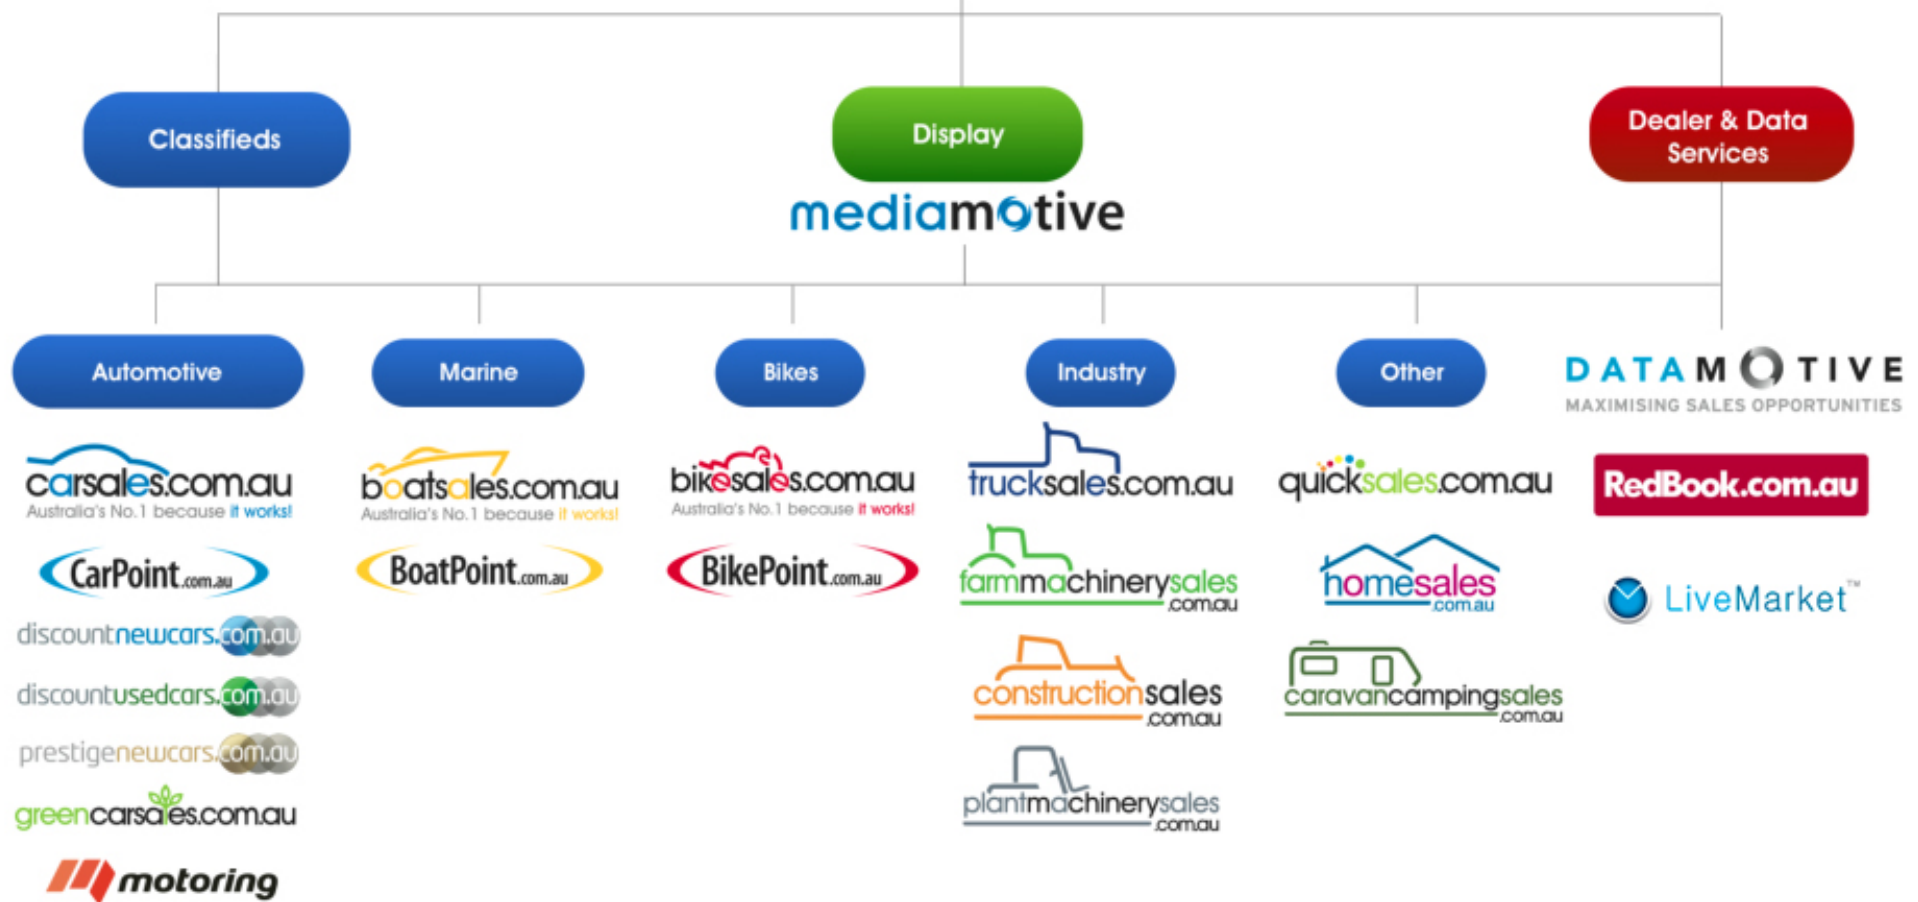 Classifieds
Display
Dealer & Data
Services
mediamotive
Automotive
Marine
Bikes
Industry
Other
DATAMOTIVE
MAXIMISING SALES OPPORTUNITIES
carsales.com.au
Australia's No.1 because it works!
CarPoint.com.au
discountnewcars.com.au
discountusedcars.com.au
prestigenewcars.com.au
greencarsales.com.au
motoring
boatsales.com.au
Australia's No.1 because it works!
BoatPoint.com.au
bikesales.com.au
Australia's No.1 because it works!
BikePoint.com.au
trucksales.com.au
farmmachinerysales
.com.au
constructionsales
.com.au
plantmachinerysales
.com.au
quicksales.com.au
homesales
.com.au
caravancampingsales
.com.au
RedBook.com.au
LiveMarket™